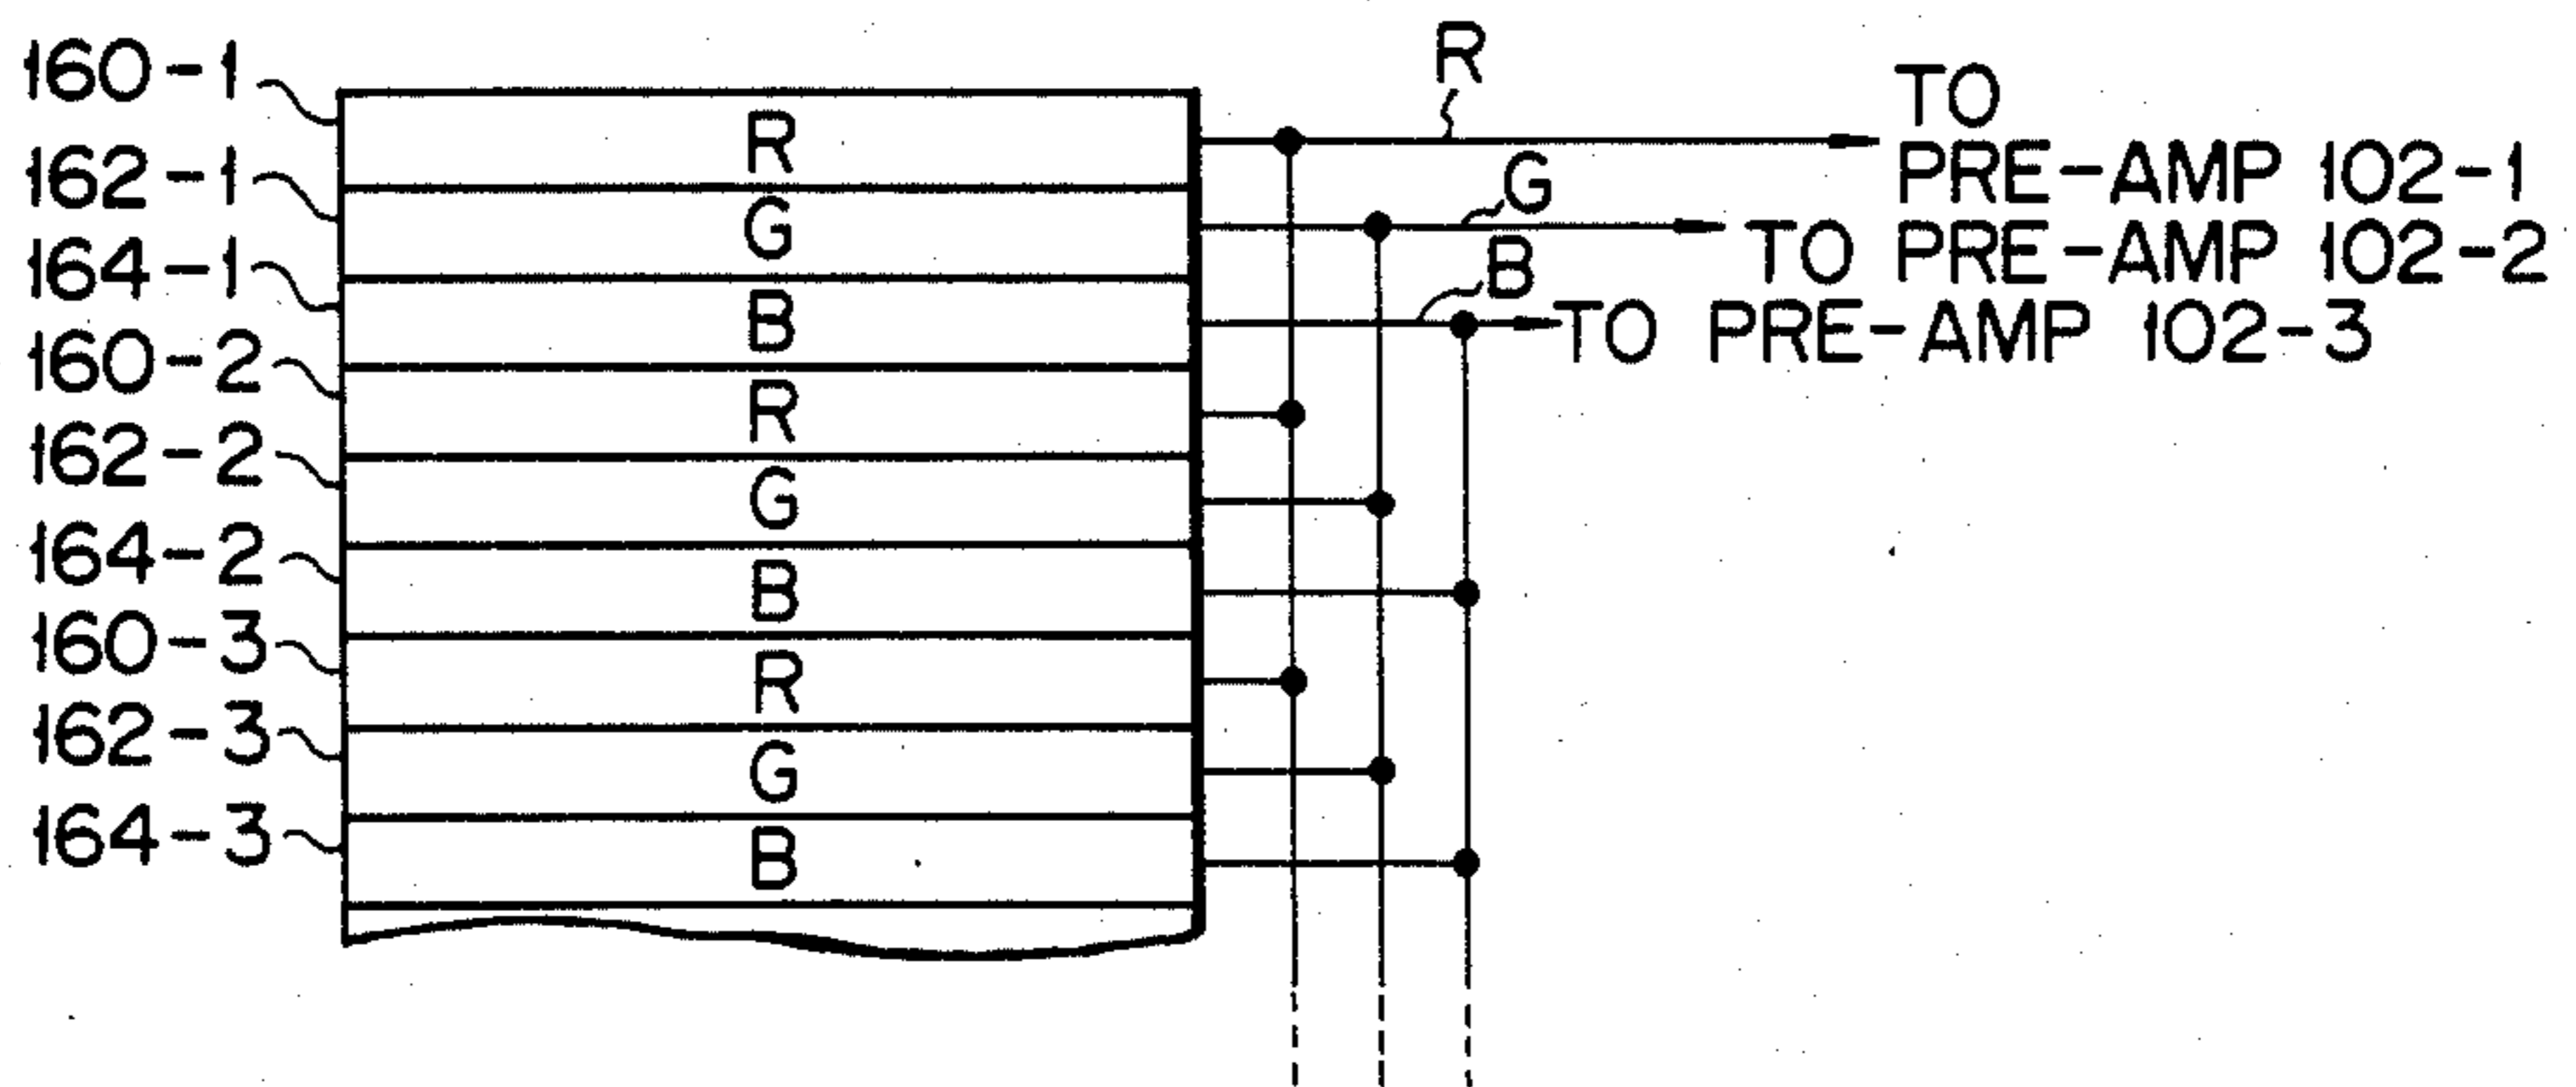 160-1
162-1
164-1
160-2
162-2
164-2
160-3
162-3
164-3
R
G
B
R
G
B
R
G
B
R
G
B
TO
PRE-AMP 102-1
TO PRE-AMP 102-2
TO PRE-AMP 102-3